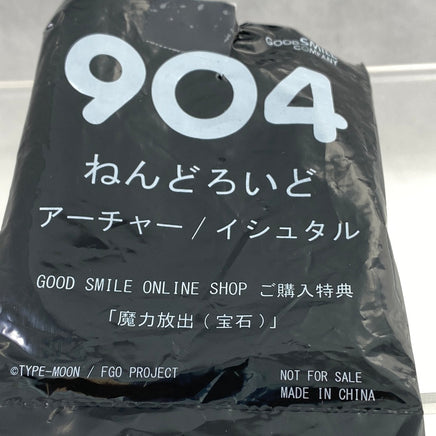 GOOD SMILE
COMPANY
904
ねんどろいど
アーチャー/イシュタル
GOOD SMILE ONLINE SHOP ご購入特典
「魔力放出(宝石)」
©TYPE-MOON / FGO PROJECT
NOT FOR SALE
MADE IN CHINA